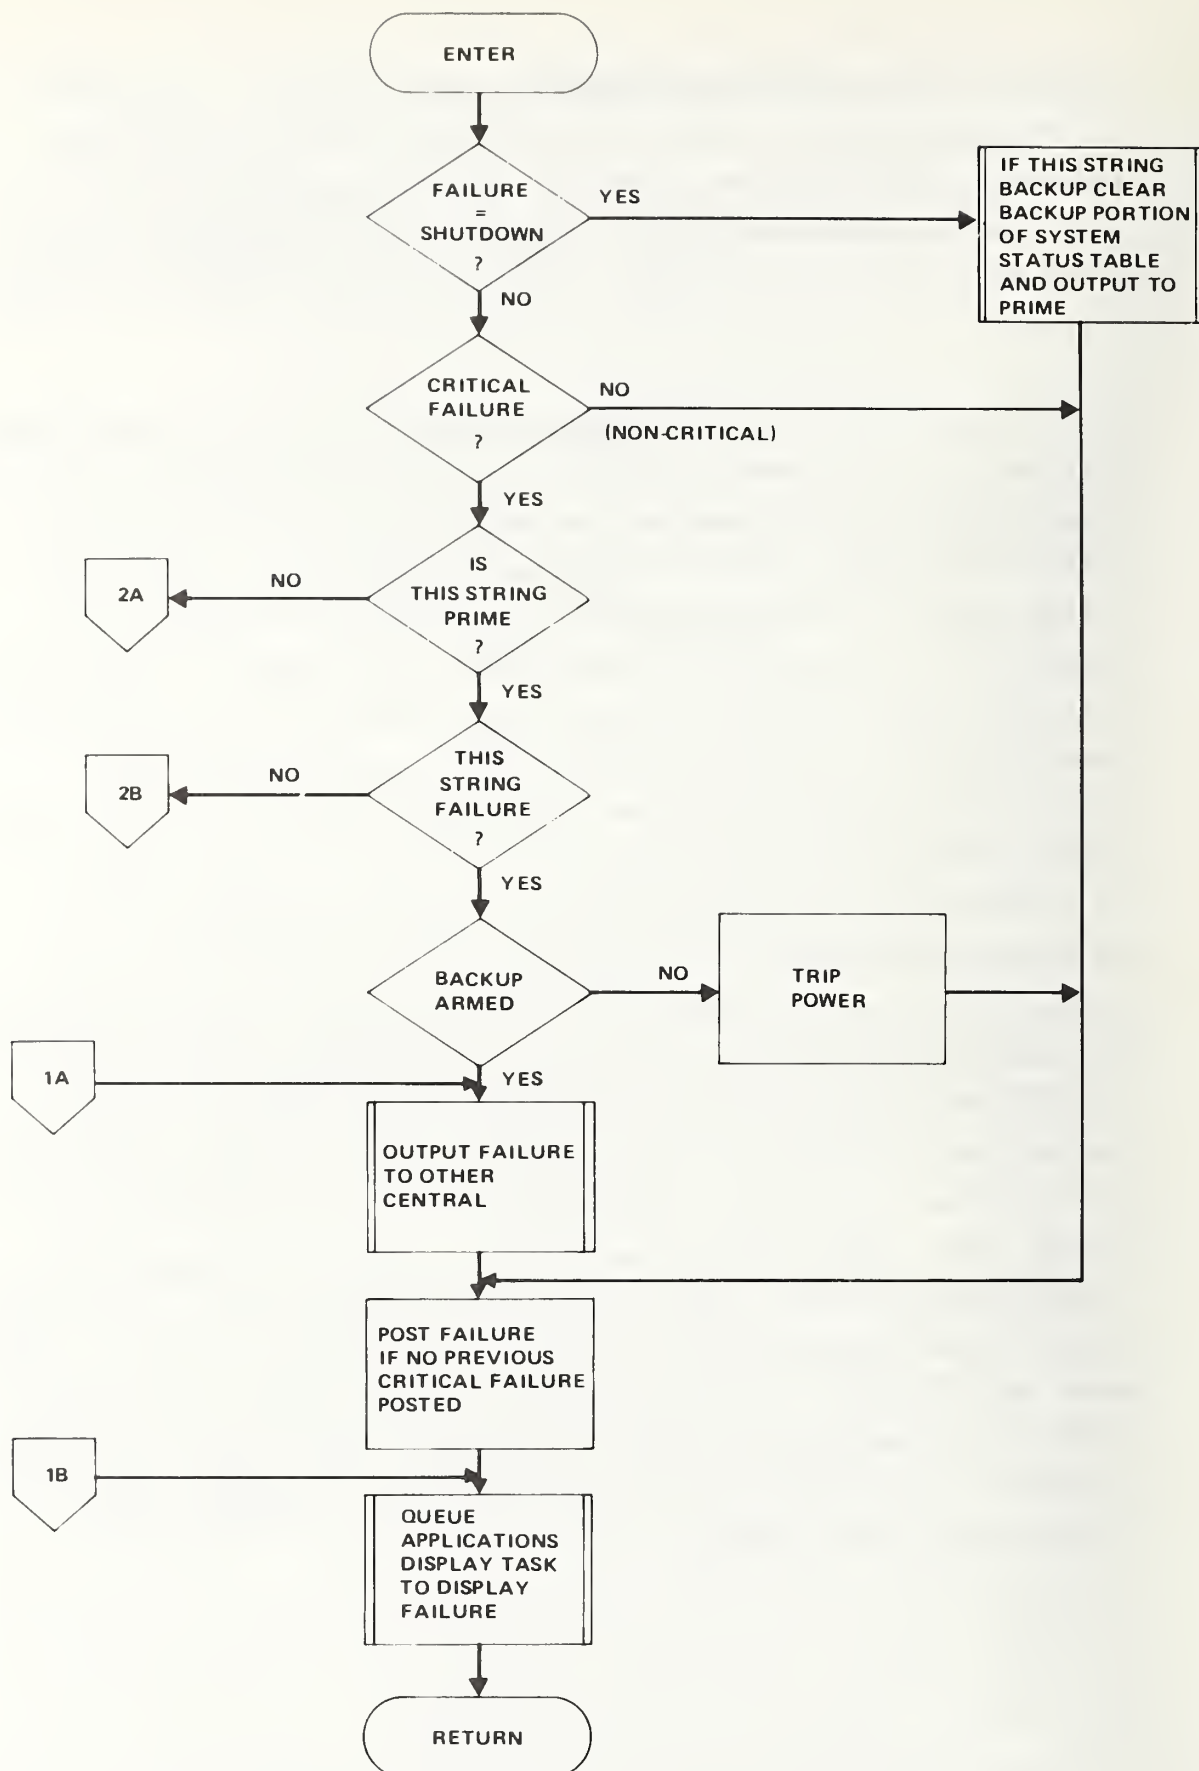 ENTER
FAILURE
=
SHUTDOWN
?
YES
IF THIS STRING
BACKUP CLEAR
BACKUP PORTION
OF SYSTEM
STATUS TABLE
AND OUTPUT TO
PRIME
NO
CRITICAL
FAILURE
?
NO
(NON-CRITICAL)
YES
IS
THIS STRING
PRIME
?
NO
2A
YES
THIS
STRING
FAILURE
?
NO
2B
YES
BACKUP
ARMED
NO
TRIP
POWER
1A
YES
OUTPUT FAILURE
TO OTHER
CENTRAL
POST FAILURE
IF NO PREVIOUS
CRITICAL FAILURE
POSTED
1B
QUEUE
APPLICATIONS
DISPLAY TASK
TO DISPLAY
FAILURE
RETURN